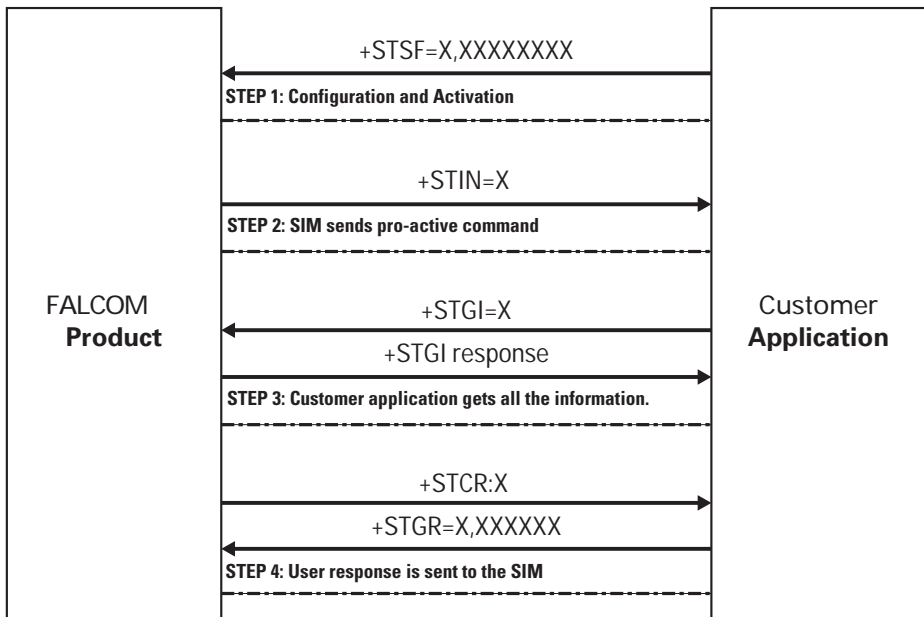 +STSF=X,XXXXXXXX
STEP 1: Configuration and Activation
+STIN=X
STEP 2: SIM sends pro-active command
FALCOM
Product
+STGI=X
+STGI response
STEP 3: Customer application gets all the information.
Customer
Application
+STCR:X
+STGR=X,XXXXXX
STEP 4: User response is sent to the SIM